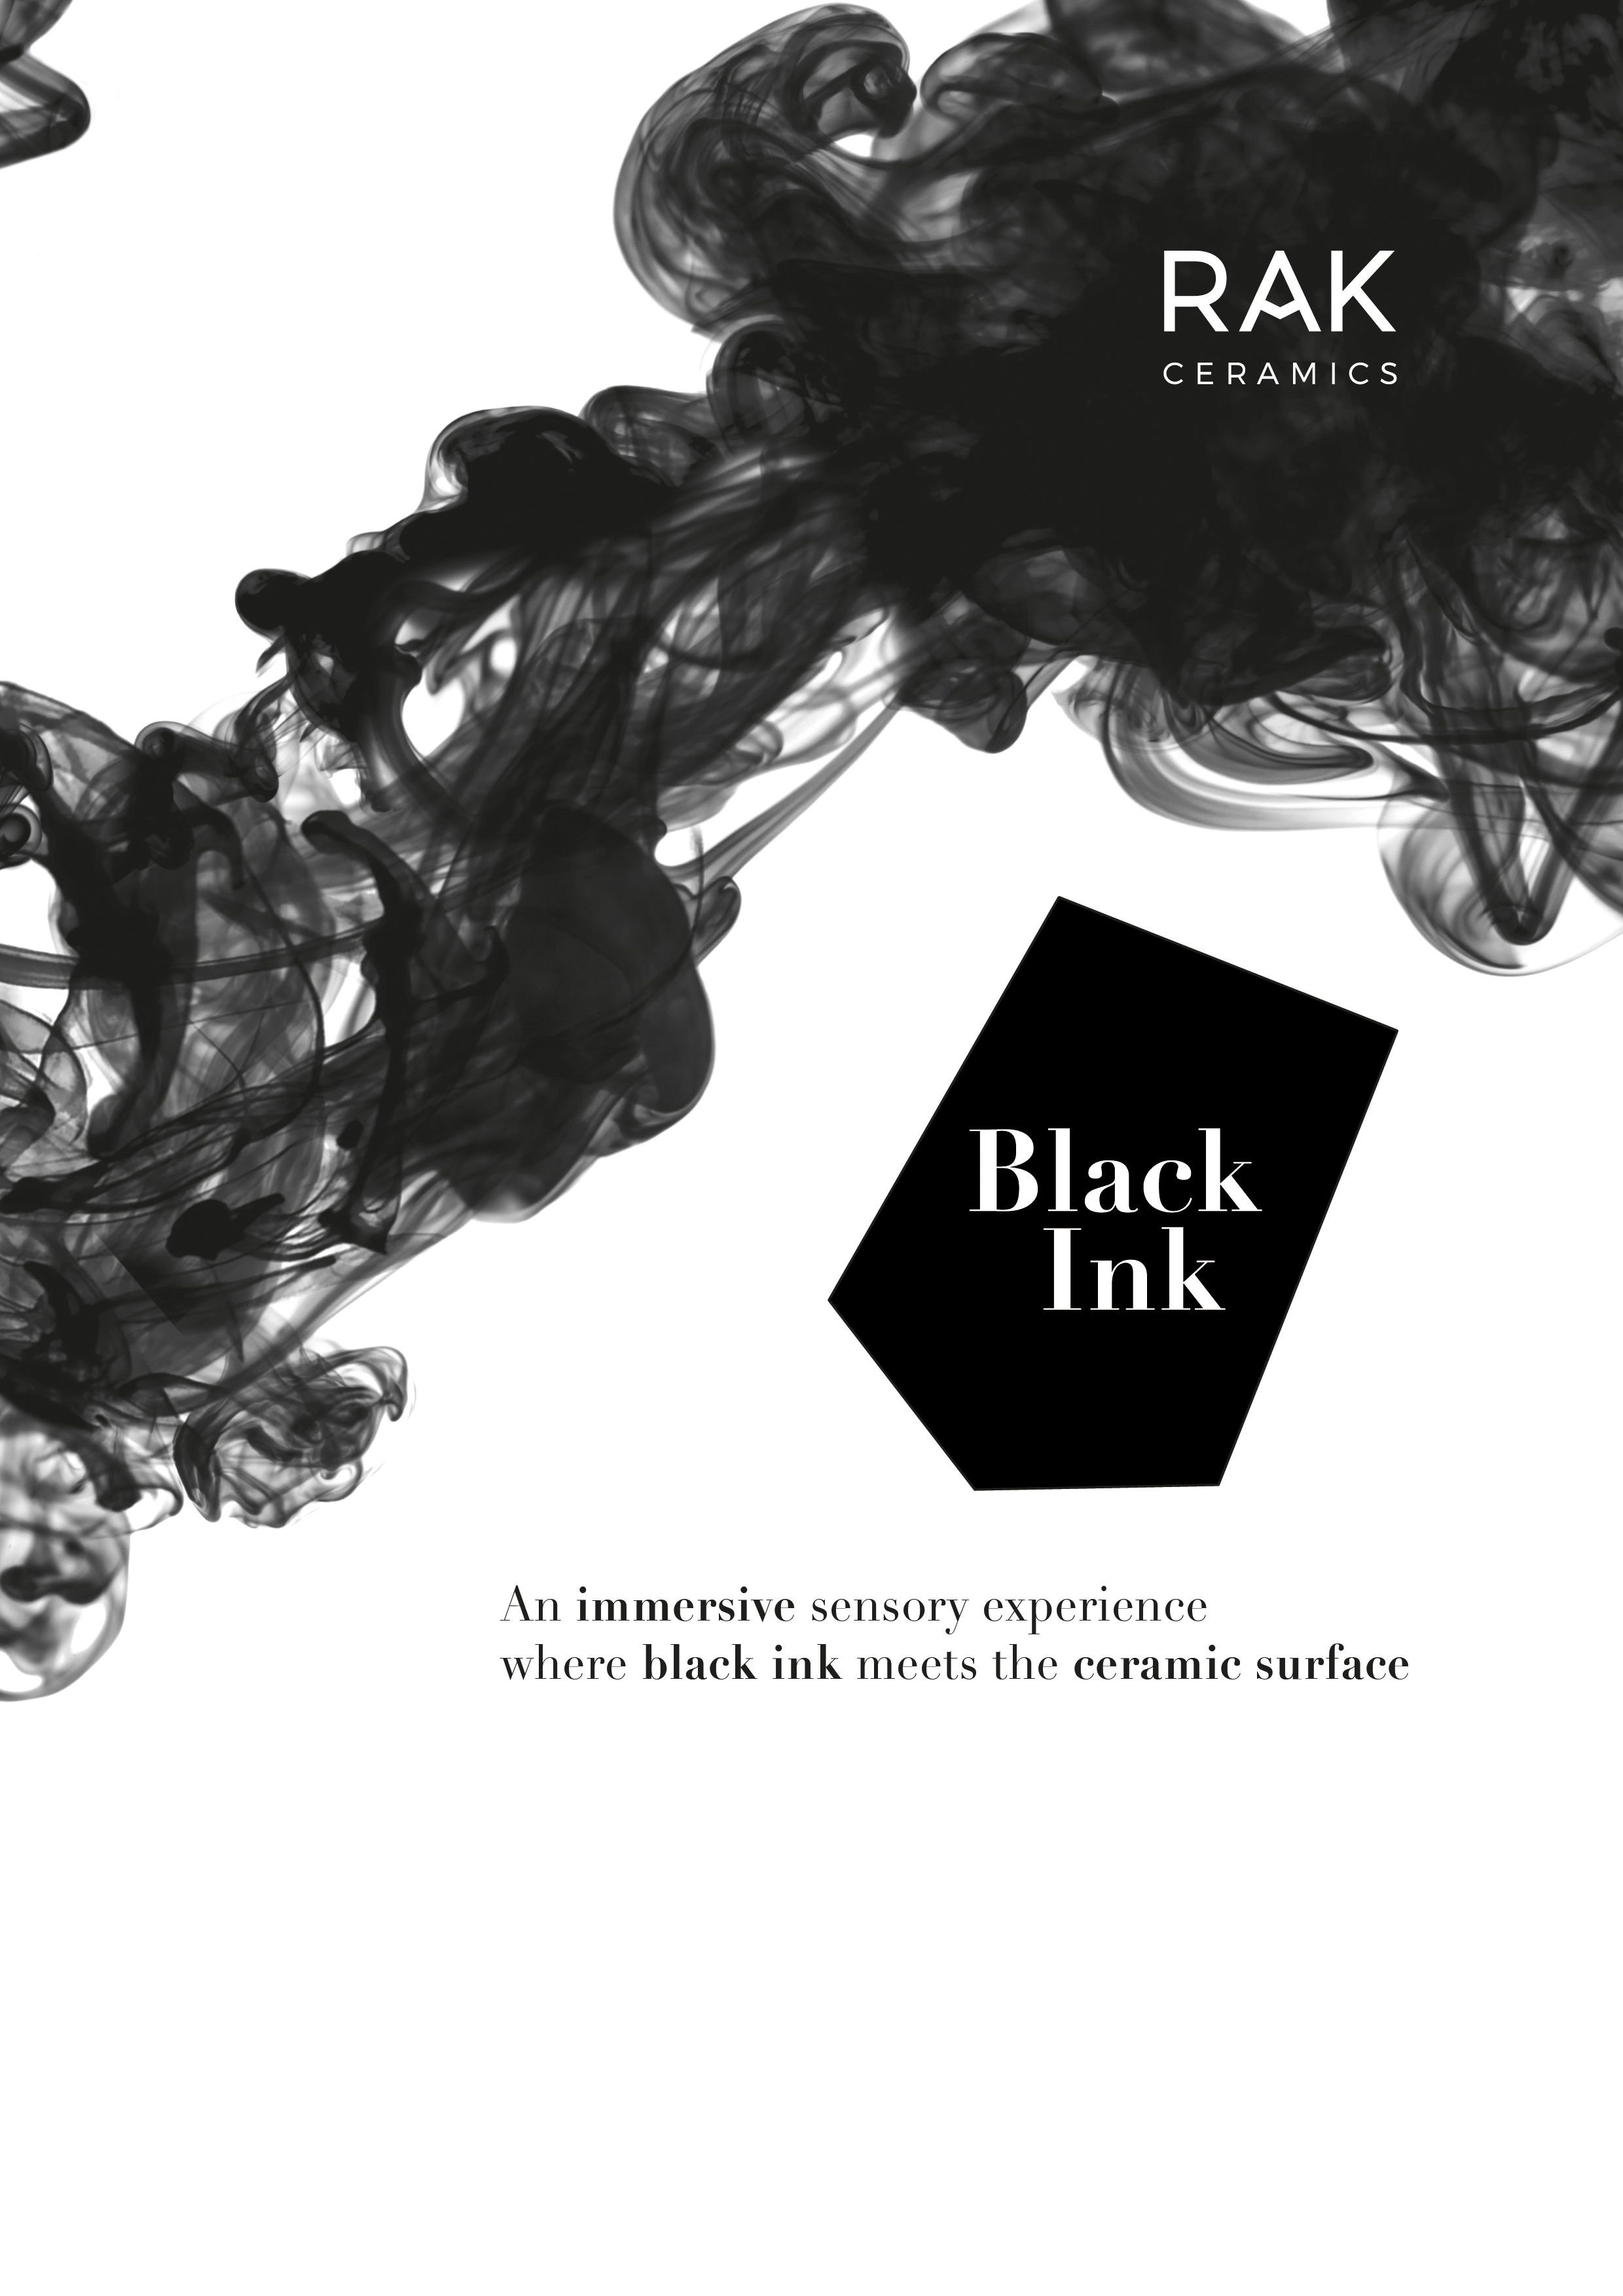 RAK
CERAMICS
Black
Ink
An immersive sensory experience
where black ink meets the ceramic surface